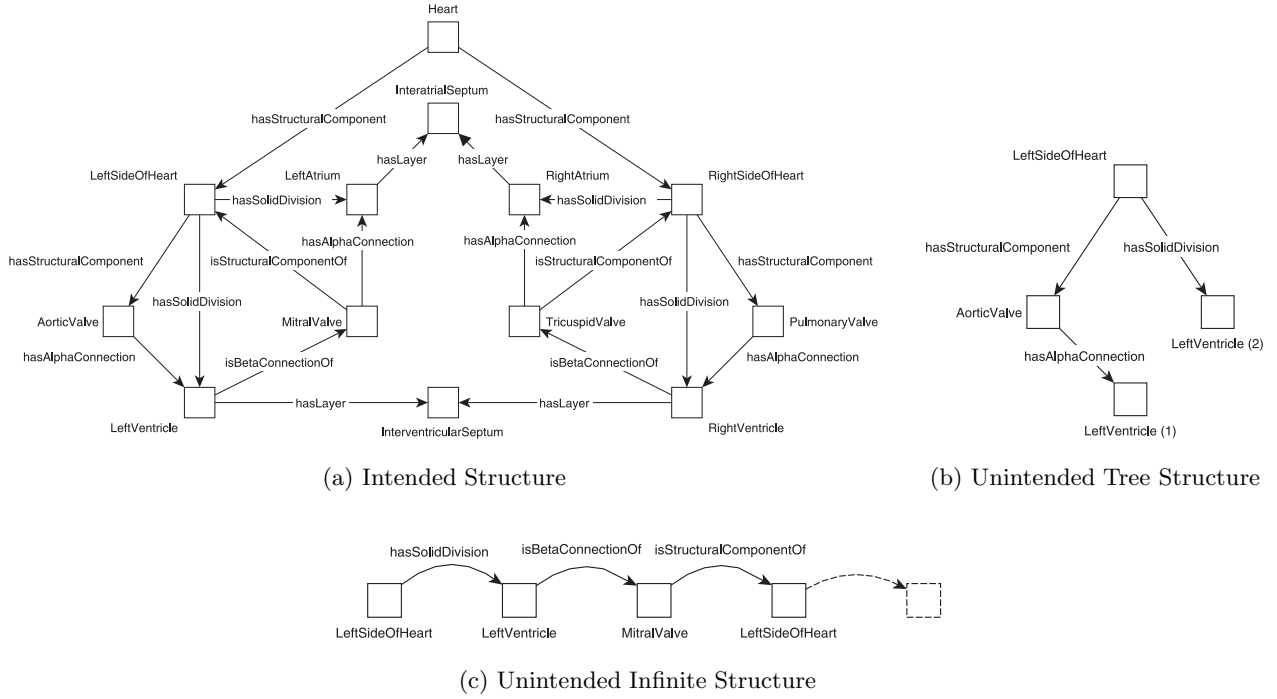 Heart
InteratrialSeptum
hasStructuralComponent
hasStructuralComponent
hasLayer
hasLayer
LeftSideOfHeart
LeftAtrium
RightAtrium
RightSideOfHeart
hasSolidDivision
hasSolidDivision
hasAlphaConnection
hasAlphaConnection
hasStructuralComponent
isStructuralComponentOf
isStructuralComponentOf
hasStructuralComponent
hasSolidDivision
hasSolidDivision
AorticValve
MitralValve
TricuspidValve
PulmonaryValve
hasAlphaConnection
isBetaConnectionOf
isBetaConnectionOf
hasAlphaConnection
hasLayer
hasLayer
LeftVentricle
InterventricularSeptum
RightVentricle
(a) Intended Structure
LeftSideOfHeart
hasStructuralComponent
hasSolidDivision
AorticValve
LeftVentricle (2)
hasAlphaConnection
LeftVentricle (1)
(b) Unintended Tree Structure
hasSolidDivision
isBetaConnectionOf
isStructuralComponentOf
LeftSideOfHeart
LeftVentricle
MitralValve
LeftSideOfHeart
(c) Unintended Infinite Structure